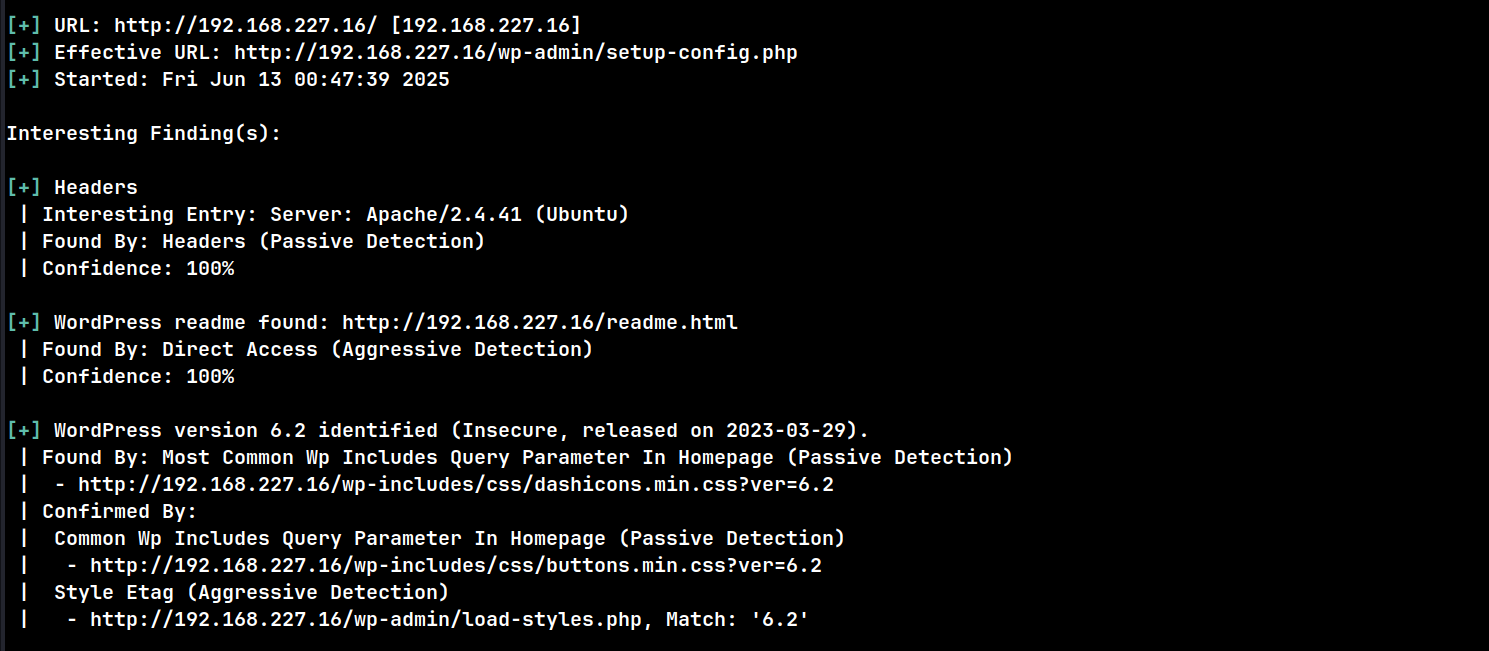 [+] URL: http://192.168.227.16/ [192.168.227.16]
[+] Effective URL: http://192.168.227.16/wp-admin/setup-config.php
[+] Started: Fri Jun 13 00:47:39 2025
Interesting Finding(s):
[+] Headers
| Interesting Entry: Server: Apache/2.4.41 (Ubuntu)
| Found By: Headers (Passive Detection)
| Confidence: 100%
[+] WordPress readme found: http://192.168.227.16/readme.html
| Found By: Direct Access (Aggressive Detection)
| Confidence: 100%
[+] WordPress version 6.2 identified (Insecure, released on 2023-03-29).
| Found By: Most Common Wp Includes Query Parameter In Homepage (Passive Detection)
|  - http://192.168.227.16/wp-includes/css/dashicons.min.css?ver=6.2
| Confirmed By:
|  Common Wp Includes Query Parameter In Homepage (Passive Detection)
|   - http://192.168.227.16/wp-includes/css/buttons.min.css?ver=6.2
|  Style Etag (Aggressive Detection)
|   - http://192.168.227.16/wp-admin/load-styles.php, Match: '6.2'